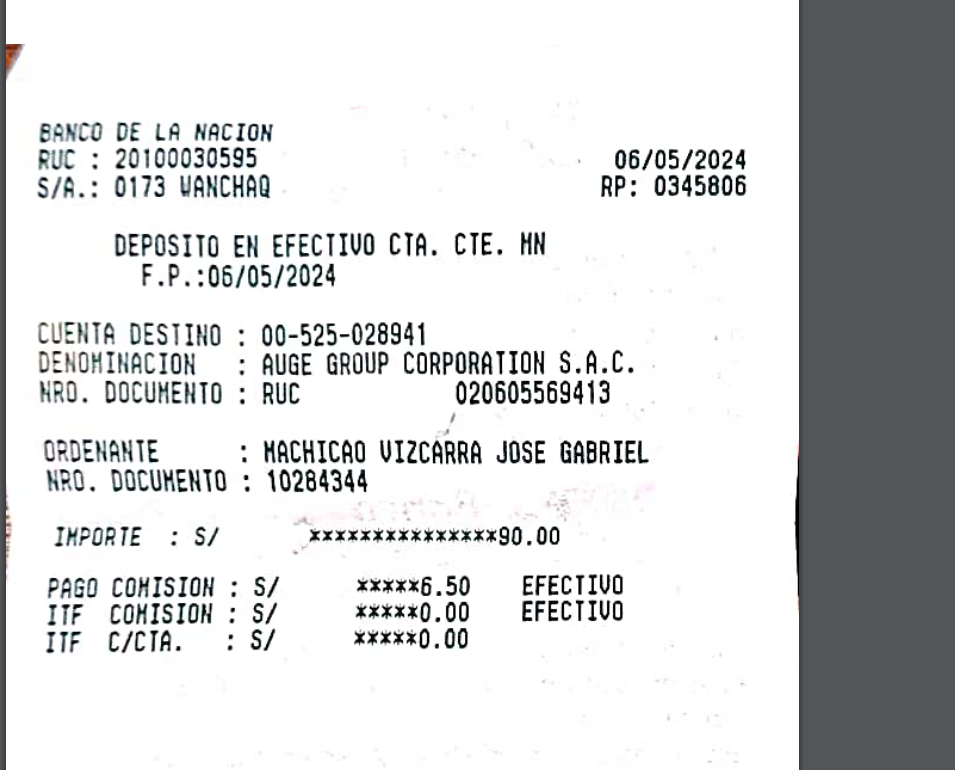 BANCO DE LA NACION
RUC : 20100030595 06/05/2024
S/A.: 0173 WANCHAQ RP: 0345806
DEPOSITO EN EFECTIVO CTA. CTE. MN
F.P.:06/05/2024
CUENTA DESTINO : 00-525-028941
DENOMINACION : AUGE GROUP CORPORATION S.A.C.
NRO. DOCUMENTO : RUC 020605569413
ORDENANTE : MACHICAO VIZCARRA JOSE GABRIEL
NRO. DOCUMENTO : 10284344
IMPORTE : S/ ***************90.00
PAGO COMISION : S/ *****6.50 EFECTIVO
ITF COMISION : S/ *****0.00 EFECTIVO
ITF C/CTA. : S/ *****0.00